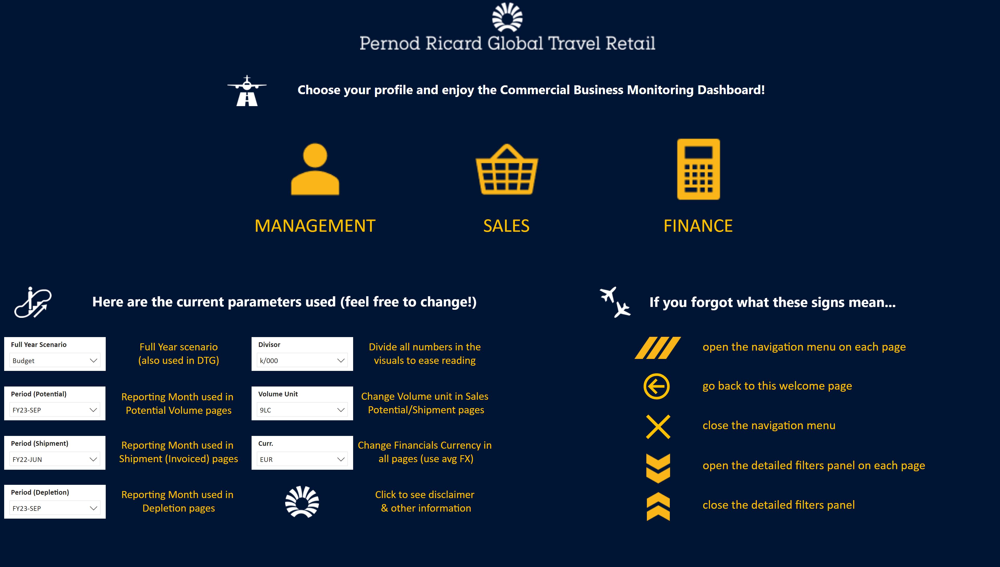 Pernod Ricard Global Travel Retail
Choose your profile and enjoy the Commercial Business Monitoring Dashboard!
MANAGEMENT
SALES
FINANCE
Here are the current parameters used (feel free to change!)
Full Year Scenario
Budget
Full Year scenario
(also used in DTG)
Divisor
k/000
Divide all numbers in the
visuals to ease reading
Period (Potential)
FY23-SEP
Reporting Month used in
Potential Volume pages
Volume Unit
9LC
Change Volume unit in Sales
Potential/Shipment pages
Period (Shipment)
FY22-JUN
Reporting Month used in
Shipment (Invoiced) pages
Curr.
EUR
Change Financials Currency in
all pages (use avg FX)
Period (Depletion)
FY23-SEP
Reporting Month used in
Depletion pages
Click to see disclaimer
& other information
If you forgot what these signs mean...
open the navigation menu on each page
go back to this welcome page
close the navigation menu
open the detailed filters panel on each page
close the detailed filters panel